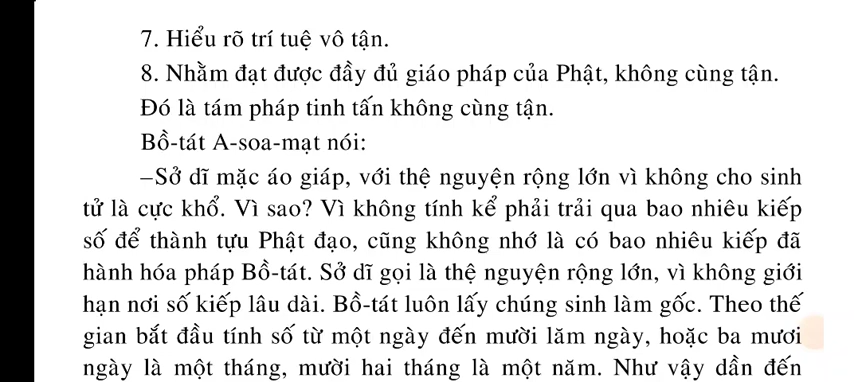 7. Hiểu rõ trí tuệ vô tận.
8. Nhằm đạt được đầy đủ giáo pháp của Phật, không cùng tận.
Đó là tám pháp tinh tấn không cùng tận.
Bồ-tát A-soa-mạt nói:
–Sở dĩ mặc áo giáp, với thệ nguyện rộng lớn vì không cho sinh
tử là cực khổ. Vì sao? Vì không tính kể phải trải qua bao nhiêu kiếp
số để thành tựu Phật đạo, cũng không nhớ là có bao nhiêu kiếp đã
hành hóa pháp Bồ-tát. Sở dĩ gọi là thệ nguyện rộng lớn, vì không giới
hạn nơi số kiếp lâu dài. Bồ-tát luôn lấy chúng sinh làm gốc. Theo thế
gian bắt đầu tính số từ một ngày đến mười lăm ngày, hoặc ba mươi
ngày là một tháng, mười hai tháng là một năm. Như vậy dần đến